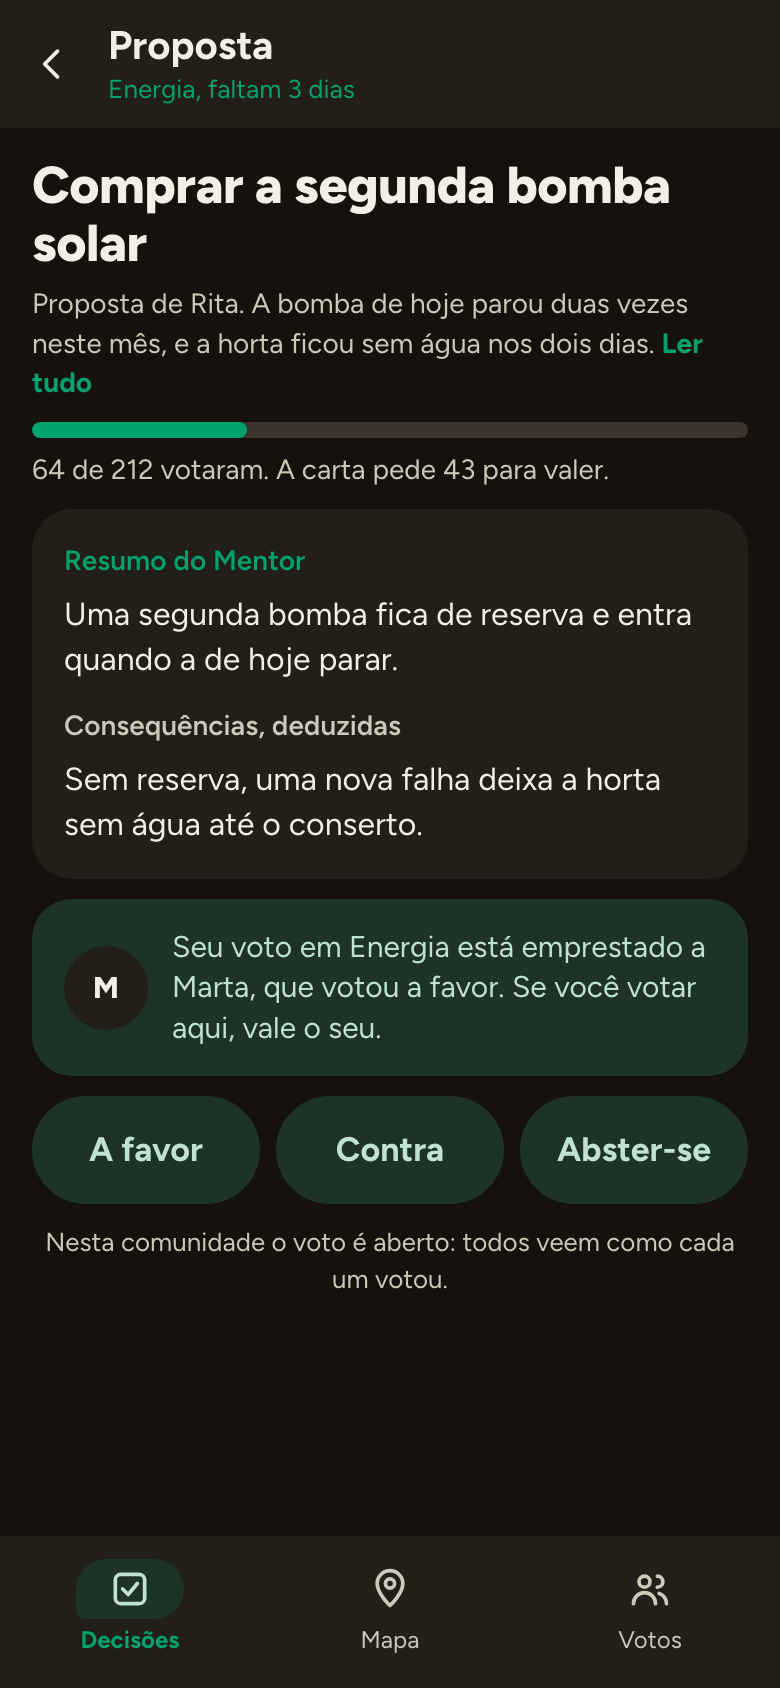 Proposta
Energia, faltam 3 dias
Comprar a segunda bomba
solar
Proposta de Rita. A bomba de hoje parou duas vezes
neste mês, e a horta ficou sem água nos dois dias. Ler
tudo
64 de 212 votaram. A carta pede 43 para valer.
Resumo do Mentor
Uma segunda bomba fica de reserva e entra
quando a de hoje parar.
Consequências, deduzidas
Sem reserva, uma nova falha deixa a horta
sem água até o conserto.
M
Seu voto em Energia está emprestado a
Marta, que votou a favor. Se você votar
aqui, vale o seu.
A favor
Contra
Abster-se
Nesta comunidade o voto é aberto: todos veem como cada
um votou.
Decisões
Mapa
Votos